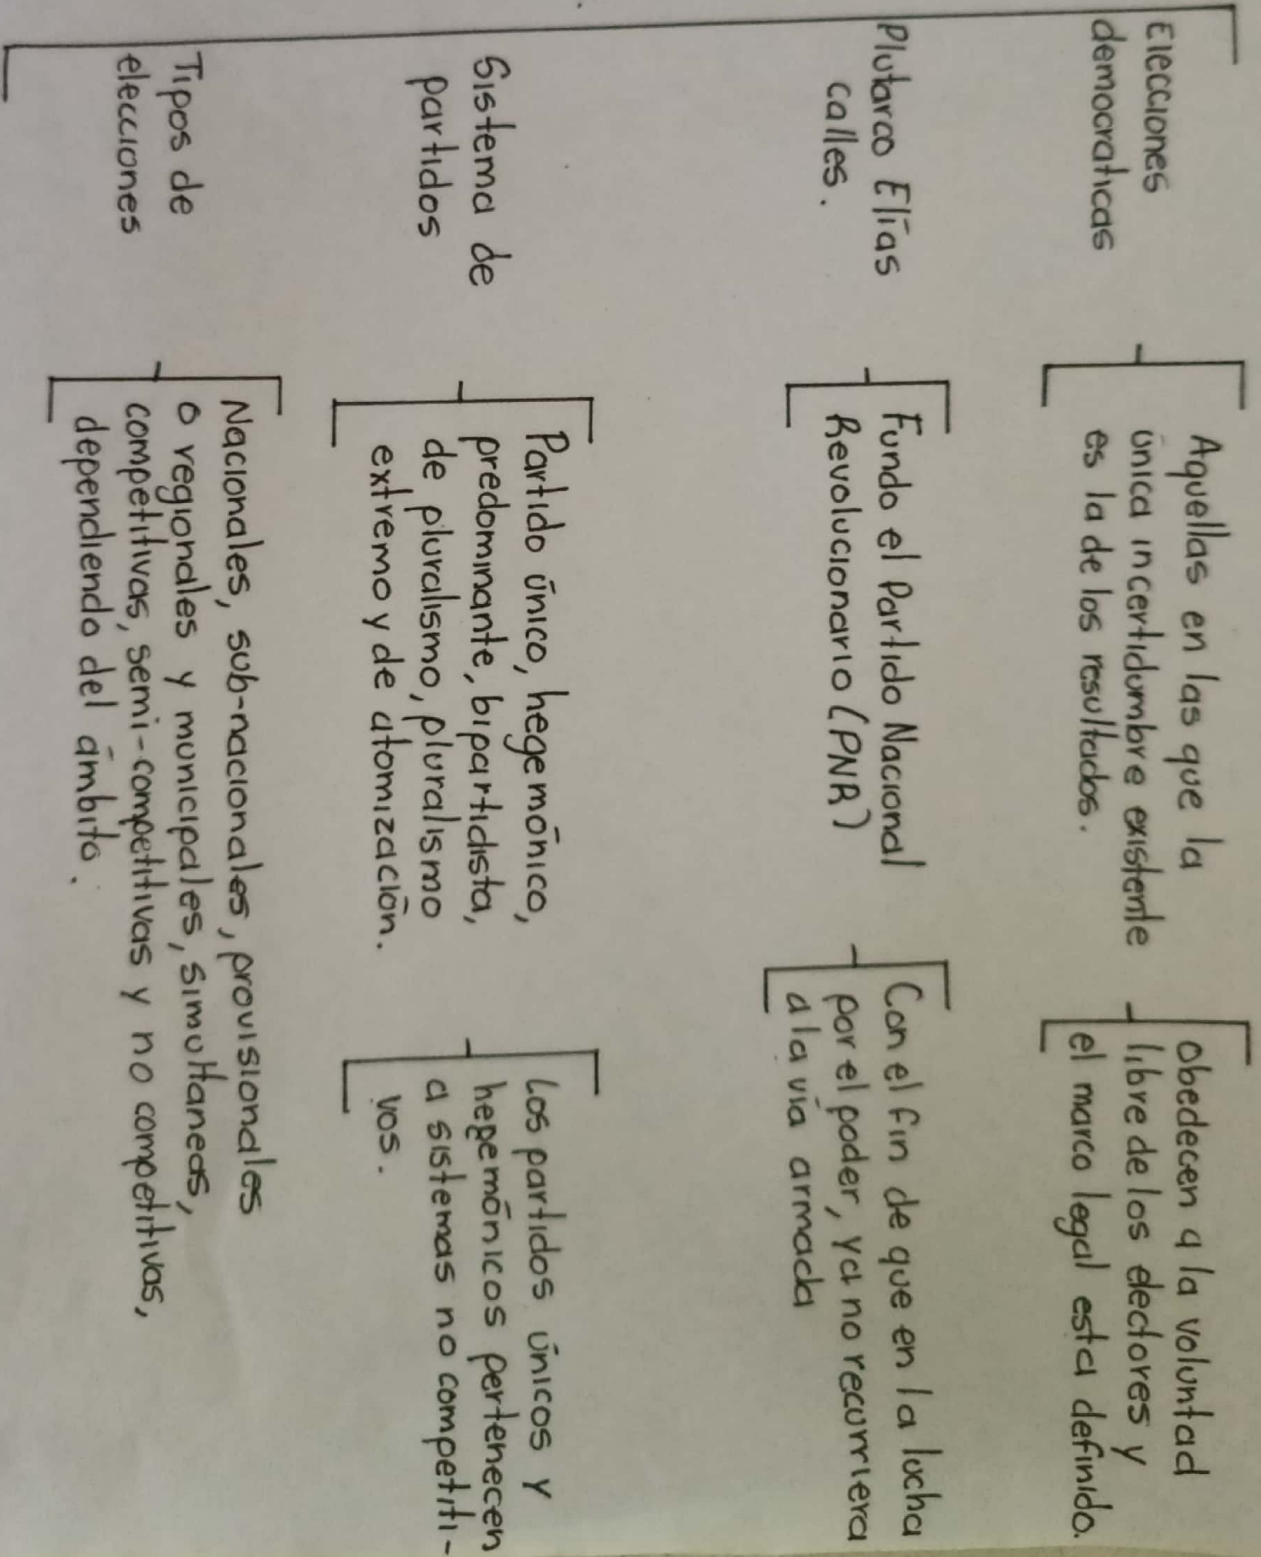 Elecciones
democraticas
Aquellas en las que la
única incertidumbre existente
es la de los resultados.
Obedecen a la voluntad
libre de los electores y
el marco legal esta definido.
Plutarco Elías
calles.
Fundo el Partido Nacional
Revolucionario (PNR)
Con el fin de que en la lucha
por el poder, ya no recurriera
a la vía armada
Sistema de
partidos
Partido único, hegemónico,
predominante, bipartidista,
de pluralismo, pluralismo
extremo y de atomización.
Los partidos únicos y
hegemónicos pertenecen
a sistemas no competiti-
vos.
Tipos de
elecciones
Nacionales, sub-nacionales, provisionales
o regionales y municipales, simultaneas,
competitivas, semi-competitivas y no competitivas,
dependiendo del ámbito.